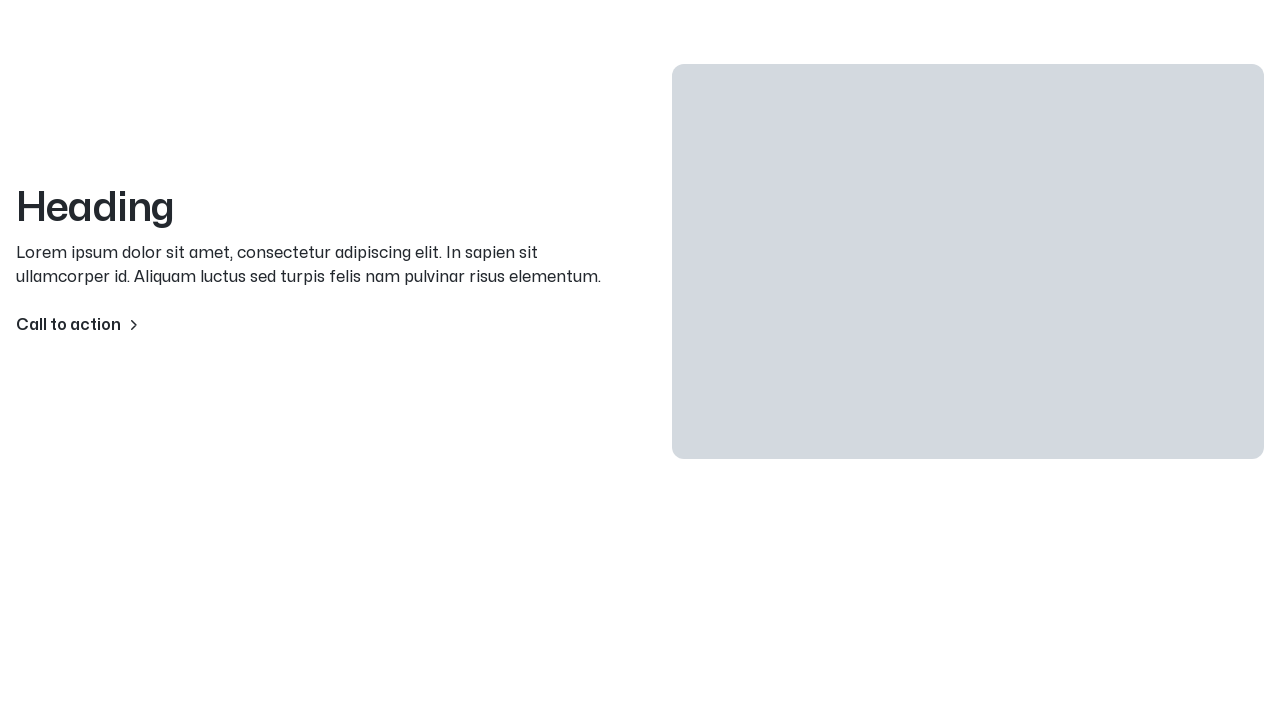 Heading
Lorem ipsum dolor sit amet, consectetur adipiscing elit. In sapien sit
ullamcorper id. Aliquam luctus sed turpis felis nam pulvinar risus elementum.
Call to action